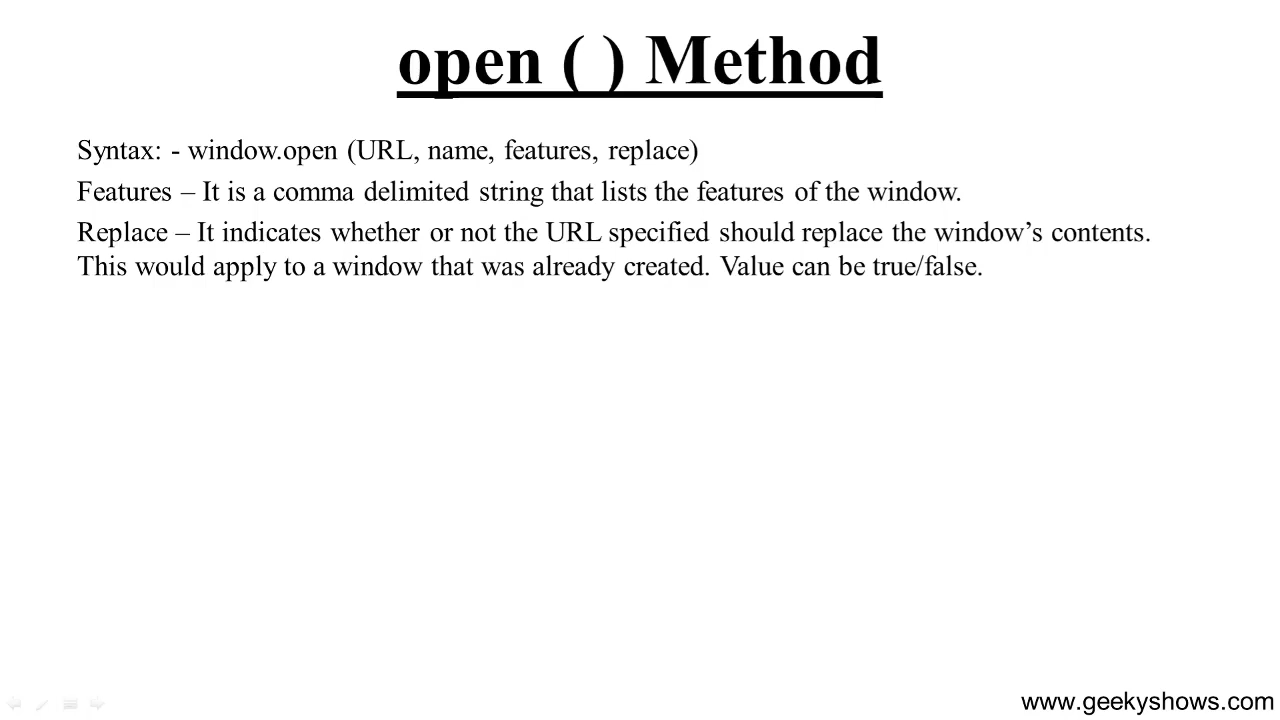 open ( ) Method
Syntax: - window.open (URL, name, features, replace)
Features – It is a comma delimited string that lists the features of the window.
Replace – It indicates whether or not the URL specified should replace the window’s contents.
This would apply to a window that was already created. Value can be true/false.
www.geekyshows.com